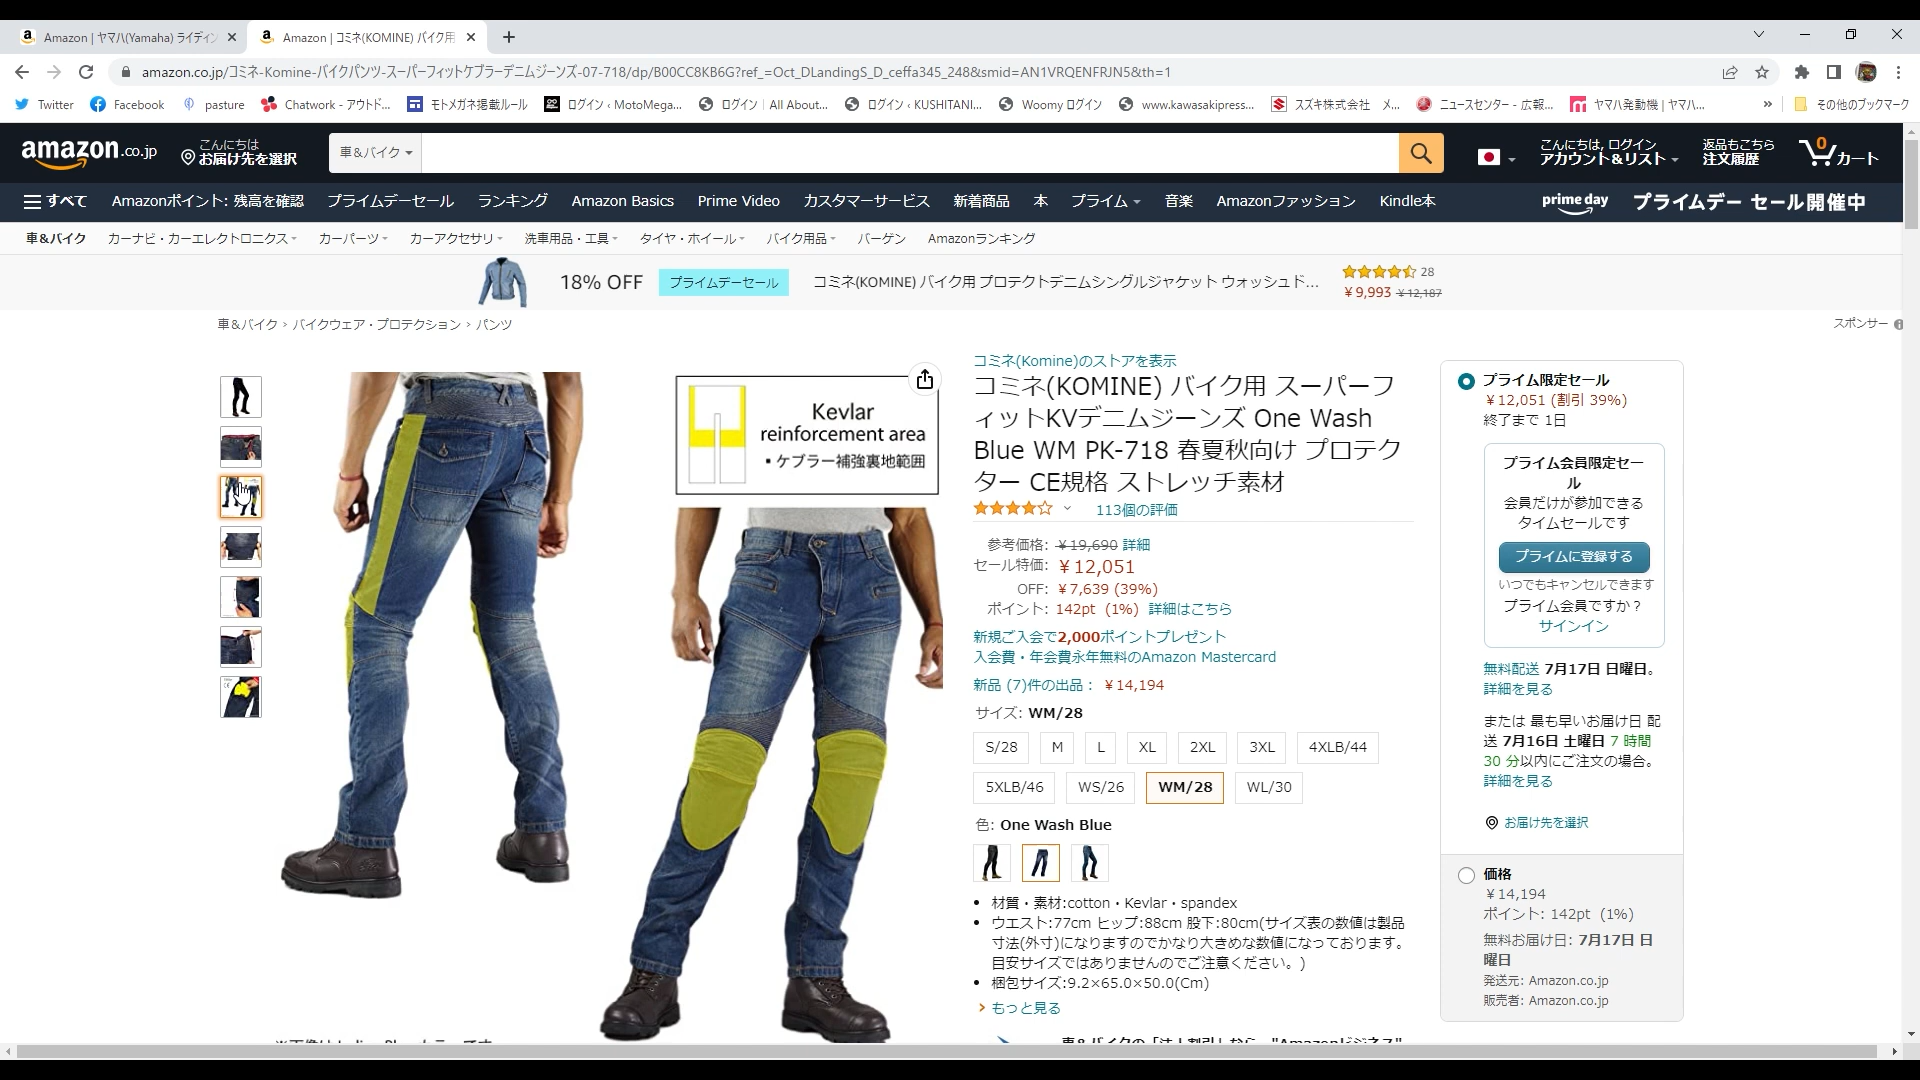 Amazon | ヤマハ(Yamaha) ライディン
Amazon | コミネ(KOMINE) バイク用
amazon.co.jp/コミネ-Komine-バイクパンツ-スーパーフィットケブラーデニムジーンズ-07-718/dp/B00CC8KB6G?ref_=Oct_DLandingS_D_ceffa345_248&smid=AN1VRQENFRJN5&th=1
Twitter Facebook pasture Chatwork - アウトド... モトメガネ掲載ルール ログイン ‹ MotoMega... ログイン | All About... ログイン ‹ KUSHITANI... Woomy ログイン www.kawasakipress... スズキ株式会社 メ... ニュースセンター - 広報... ヤマハ発動機 | ヤマハ... » その他のブックマーク
amazon.co.jp
こんにちは
お届け先を選択
車&バイク
こんにちは, ログイン
アカウント&リスト
返品もこちら
注文履歴
0
カート
すべて Amazonポイント: 残高を確認 プライムデーセール ランキング Amazon Basics Prime Video カスタマーサービス 新着商品 本 プライム 音楽 Amazonファッション Kindle本 prime day プライムデー セール開催中
車&バイク カーナビ・カーエレクトロニクス カーパーツ カーアクセサリ 洗車用品・工具 タイヤ・ホイール バイク用品 バーゲン Amazonランキング
18% OFF プライムデーセール コミネ(KOMINE) バイク用 プロテクトデニムシングルジャケット ウォッシュド... 28
￥9,993 ￥12,187
車&バイク › バイクウェア・プロテクション › パンツ
スポンサー
Kevlar
reinforcement area
▪ケブラー補強裏地範囲
コミネ(Komine)のストアを表示
コミネ(KOMINE) バイク用 スーパーフ
ィットKVデニムジーンズ One Wash
Blue WM PK-718 春夏秋向け プロテク
ター CE規格 ストレッチ素材
113個の評価
参考価格: ￥19,690 詳細
セール特価: ￥12,051
OFF: ￥7,639 (39%)
ポイント: 142pt (1%) 詳細はこちら
新規ご入会で2,000ポイントプレゼント
入会費・年会費永年無料のAmazon Mastercard
新品 (7)件の出品： ￥14,194
サイズ: WM/28
S/28 M L XL 2XL 3XL 4XLB/44
5XLB/46 WS/26 WM/28 WL/30
色: One Wash Blue
• 材質・素材:cotton・Kevlar・spandex
• ウエスト:77cm ヒップ:88cm 股下:80cm(サイズ表の数値は製品
寸法(外寸)になりますのでかなり大きめな数値になっております。
目安サイズではありませんのでご注意ください。)
• 梱包サイズ:9.2×65.0×50.0(Cm)
› もっと見る
車&バイクの「法人割引」なら、"Amazonビジネス"
プライム限定セール
￥12,051 (割引 39%)
終了まで 1日
プライム会員限定セー
ル
会員だけが参加できる
タイムセールです
プライムに登録する
いつでもキャンセルできます
プライム会員ですか？
サインイン
無料配送 7月17日 日曜日。
詳細を見る
または 最も早いお届け日 配
送 7月16日 土曜日 7 時間
30 分以内にご注文の場合。
詳細を見る
お届け先を選択
価格
￥14,194
ポイント: 142pt (1%)
無料お届け日: 7月17日 日
曜日
発送元: Amazon.co.jp
販売者: Amazon.co.jp